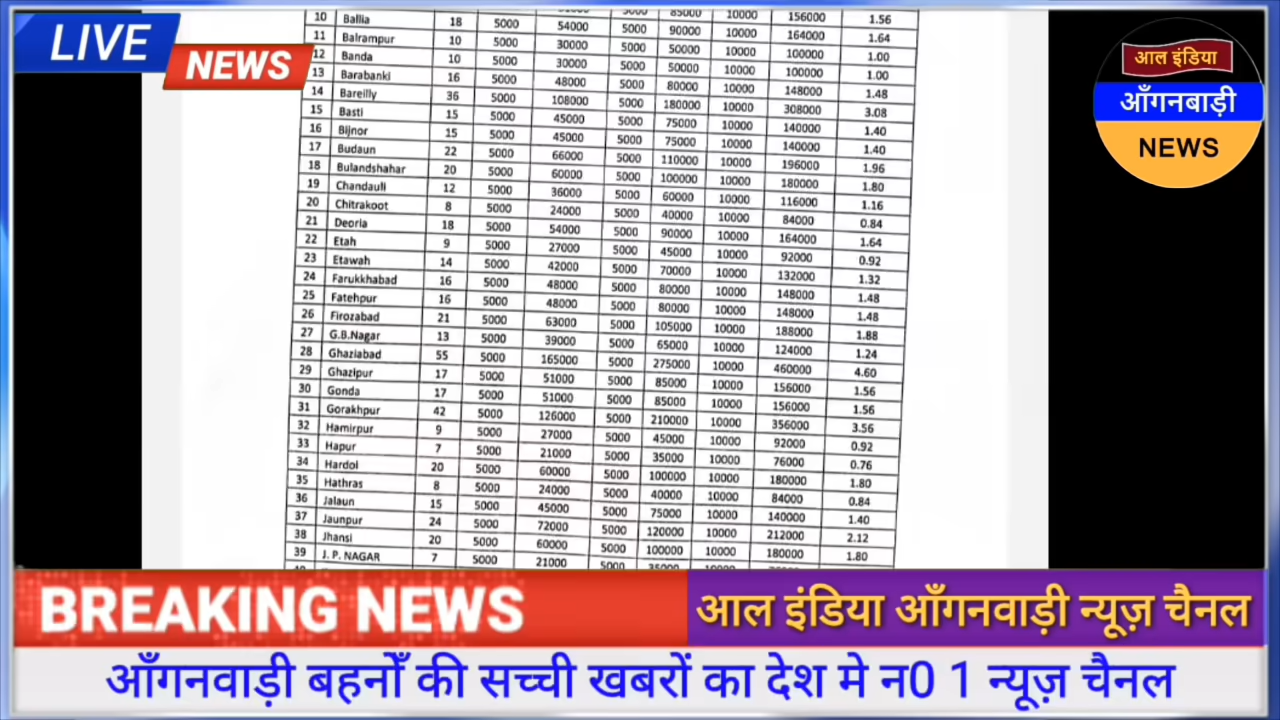 LIVE
NEWS
आल इंडिया
आँगनबाड़ी
NEWS
10 Ballia 18 5000 54000 5000 90000 10000 164000 1.64
11 Balrampur 10 5000 30000 5000 50000 10000 100000 1.00
12 Banda 10 5000 30000 5000 50000 10000 100000 1.00
13 Barabanki 16 5000 48000 5000 80000 10000 148000 1.48
14 Bareilly 36 5000 108000 5000 180000 10000 308000 3.08
15 Basti 15 5000 45000 5000 75000 10000 140000 1.40
16 Bijnor 15 5000 45000 5000 75000 10000 140000 1.40
17 Budaun 22 5000 66000 5000 110000 10000 196000 1.96
18 Bulandshahar 20 5000 60000 5000 100000 10000 180000 1.80
19 Chandauli 12 5000 36000 5000 60000 10000 116000 1.16
20 Chitrakoot 8 5000 24000 5000 40000 10000 84000 0.84
21 Deoria 18 5000 54000 5000 90000 10000 164000 1.64
22 Etah 9 5000 27000 5000 45000 10000 92000 0.92
23 Etawah 14 5000 42000 5000 70000 10000 132000 1.32
24 Farukkhabad 16 5000 48000 5000 80000 10000 148000 1.48
25 Fatehpur 16 5000 48000 5000 80000 10000 148000 1.48
26 Firozabad 21 5000 63000 5000 105000 10000 188000 1.88
27 G.B.Nagar 13 5000 39000 5000 65000 10000 124000 1.24
28 Ghaziabad 55 5000 165000 5000 275000 10000 460000 4.60
29 Ghazipur 17 5000 51000 5000 85000 10000 156000 1.56
30 Gonda 17 5000 51000 5000 85000 10000 156000 1.56
31 Gorakhpur 42 5000 126000 5000 210000 10000 356000 3.56
32 Hamirpur 9 5000 27000 5000 45000 10000 92000 0.92
33 Hapur 7 5000 21000 5000 35000 10000 76000 0.76
34 Hardoi 20 5000 60000 5000 100000 10000 180000 1.80
35 Hathras 8 5000 24000 5000 40000 10000 84000 0.84
36 Jalaun 15 5000 45000 5000 75000 10000 140000 1.40
37 Jaunpur 24 5000 72000 5000 120000 10000 212000 2.12
38 Jhansi 20 5000 60000 5000 100000 10000 180000 1.80
39 J. P. NAGAR 7 5000 21000 5000 35000
BREAKING NEWS
आल इंडिया आँगनवाड़ी न्यूज़ चैनल
आँगनवाड़ी बहनोँ की सच्ची खबरों का देश मे न0 1 न्यूज़ चैनल